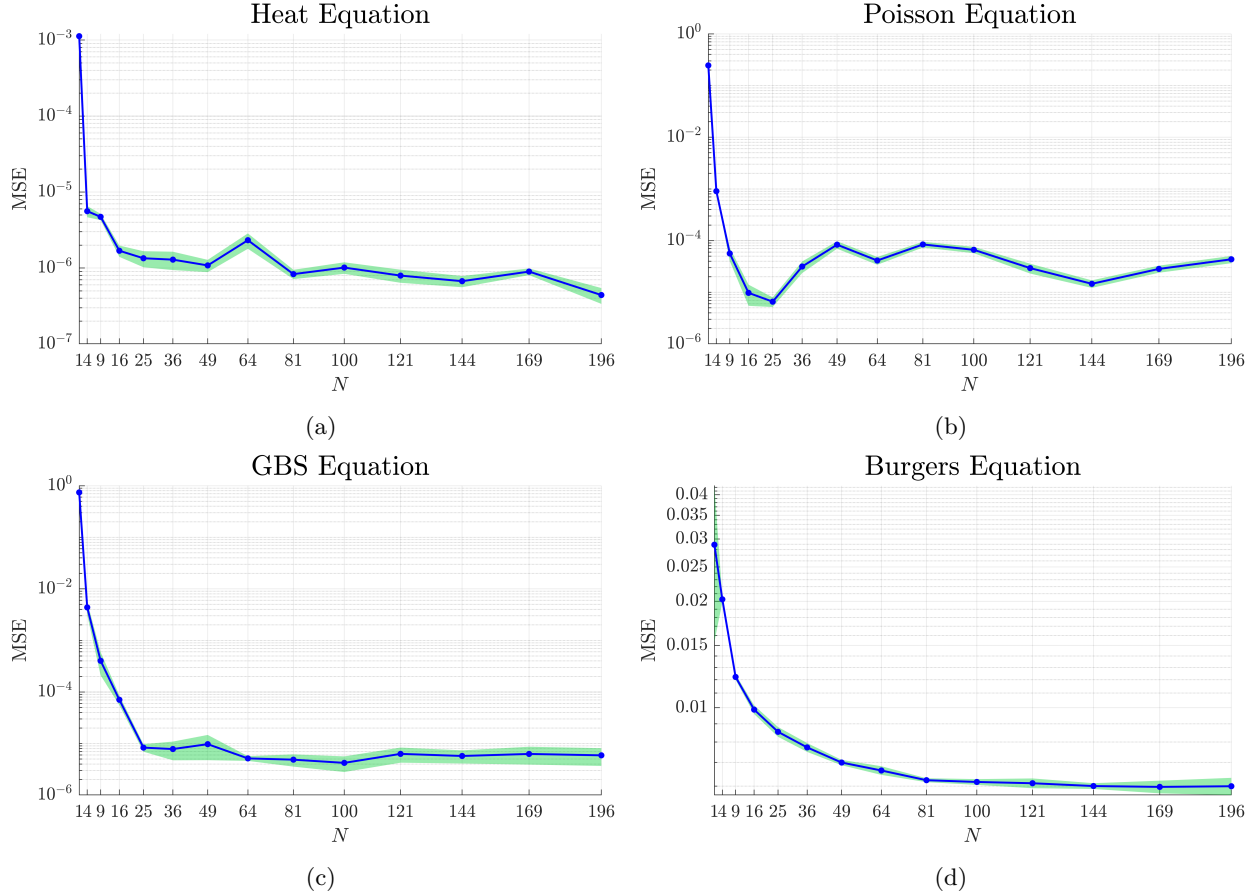 Heat Equation
10⁻³
10⁻⁴
10⁻⁵
10⁻⁶
10⁻⁷
MSE
1 4 9 16 25 36 49 64 81 100 121 144 169 196
N
(a)
Poisson Equation
10⁰
10⁻²
10⁻⁴
10⁻⁶
MSE
1 4 9 16 25 36 49 64 81 100 121 144 169 196
N
(b)
GBS Equation
10⁰
10⁻²
10⁻⁴
10⁻⁶
MSE
1 4 9 16 25 36 49 64 81 100 121 144 169 196
N
(c)
Burgers Equation
0.04
0.035
0.03
0.025
0.02
0.015
0.01
MSE
1 4 9 16 25 36 49 64 81 100 121 144 169 196
N
(d)